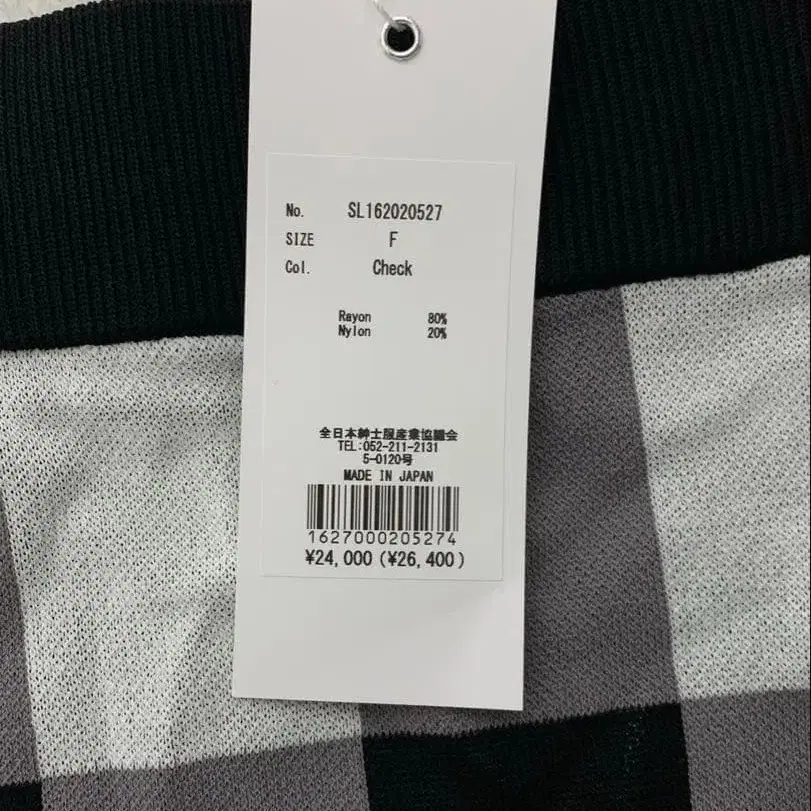 No. SL162020527
SIZE F
Col. Check
Rayon 80%
Nylon 20%
全日本紳士服産業協議会
TEL:052-211-2131
5-0120号
MADE IN JAPAN
1627000205274
¥24,000 (¥26,400)